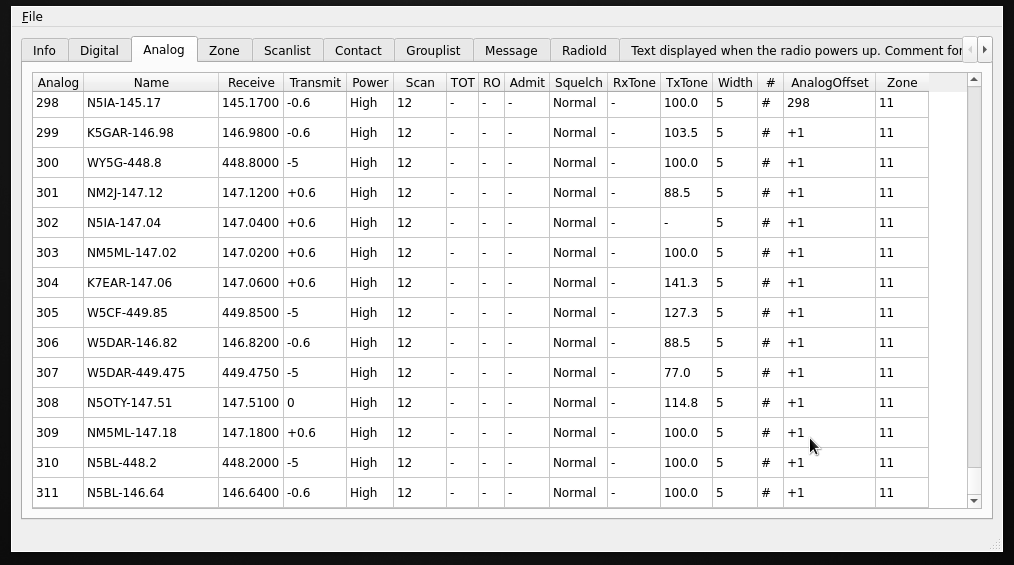 File
Info Digital Analog Zone Scanlist Contact Grouplist Message RadioId Text displayed when the radio powers up. Comment for
Analog Name Receive Transmit Power Scan TOT RO Admit Squelch RxTone TxTone Width # AnalogOffset Zone
298 N5IA-145.17 145.1700 -0.6 High 12 - - - Normal - 100.0 5 # 298 11
299 K5GAR-146.98 146.9800 -0.6 High 12 - - - Normal - 103.5 5 # +1 11
300 WY5G-448.8 448.8000 -5 High 12 - - - Normal - 100.0 5 # +1 11
301 NM2J-147.12 147.1200 +0.6 High 12 - - - Normal - 88.5 5 # +1 11
302 N5IA-147.04 147.0400 +0.6 High 12 - - - Normal - - 5 # +1 11
303 NM5ML-147.02 147.0200 +0.6 High 12 - - - Normal - 100.0 5 # +1 11
304 K7EAR-147.06 147.0600 +0.6 High 12 - - - Normal - 141.3 5 # +1 11
305 W5CF-449.85 449.8500 -5 High 12 - - - Normal - 127.3 5 # +1 11
306 W5DAR-146.82 146.8200 -0.6 High 12 - - - Normal - 88.5 5 # +1 11
307 W5DAR-449.475 449.4750 -5 High 12 - - - Normal - 77.0 5 # +1 11
308 N5OTY-147.51 147.5100 0 High 12 - - - Normal - 114.8 5 # +1 11
309 NM5ML-147.18 147.1800 +0.6 High 12 - - - Normal - 100.0 5 # +1 11
310 N5BL-448.2 448.2000 -5 High 12 - - - Normal - 100.0 5 # +1 11
311 N5BL-146.64 146.6400 -0.6 High 12 - - - Normal - 100.0 5 # +1 11